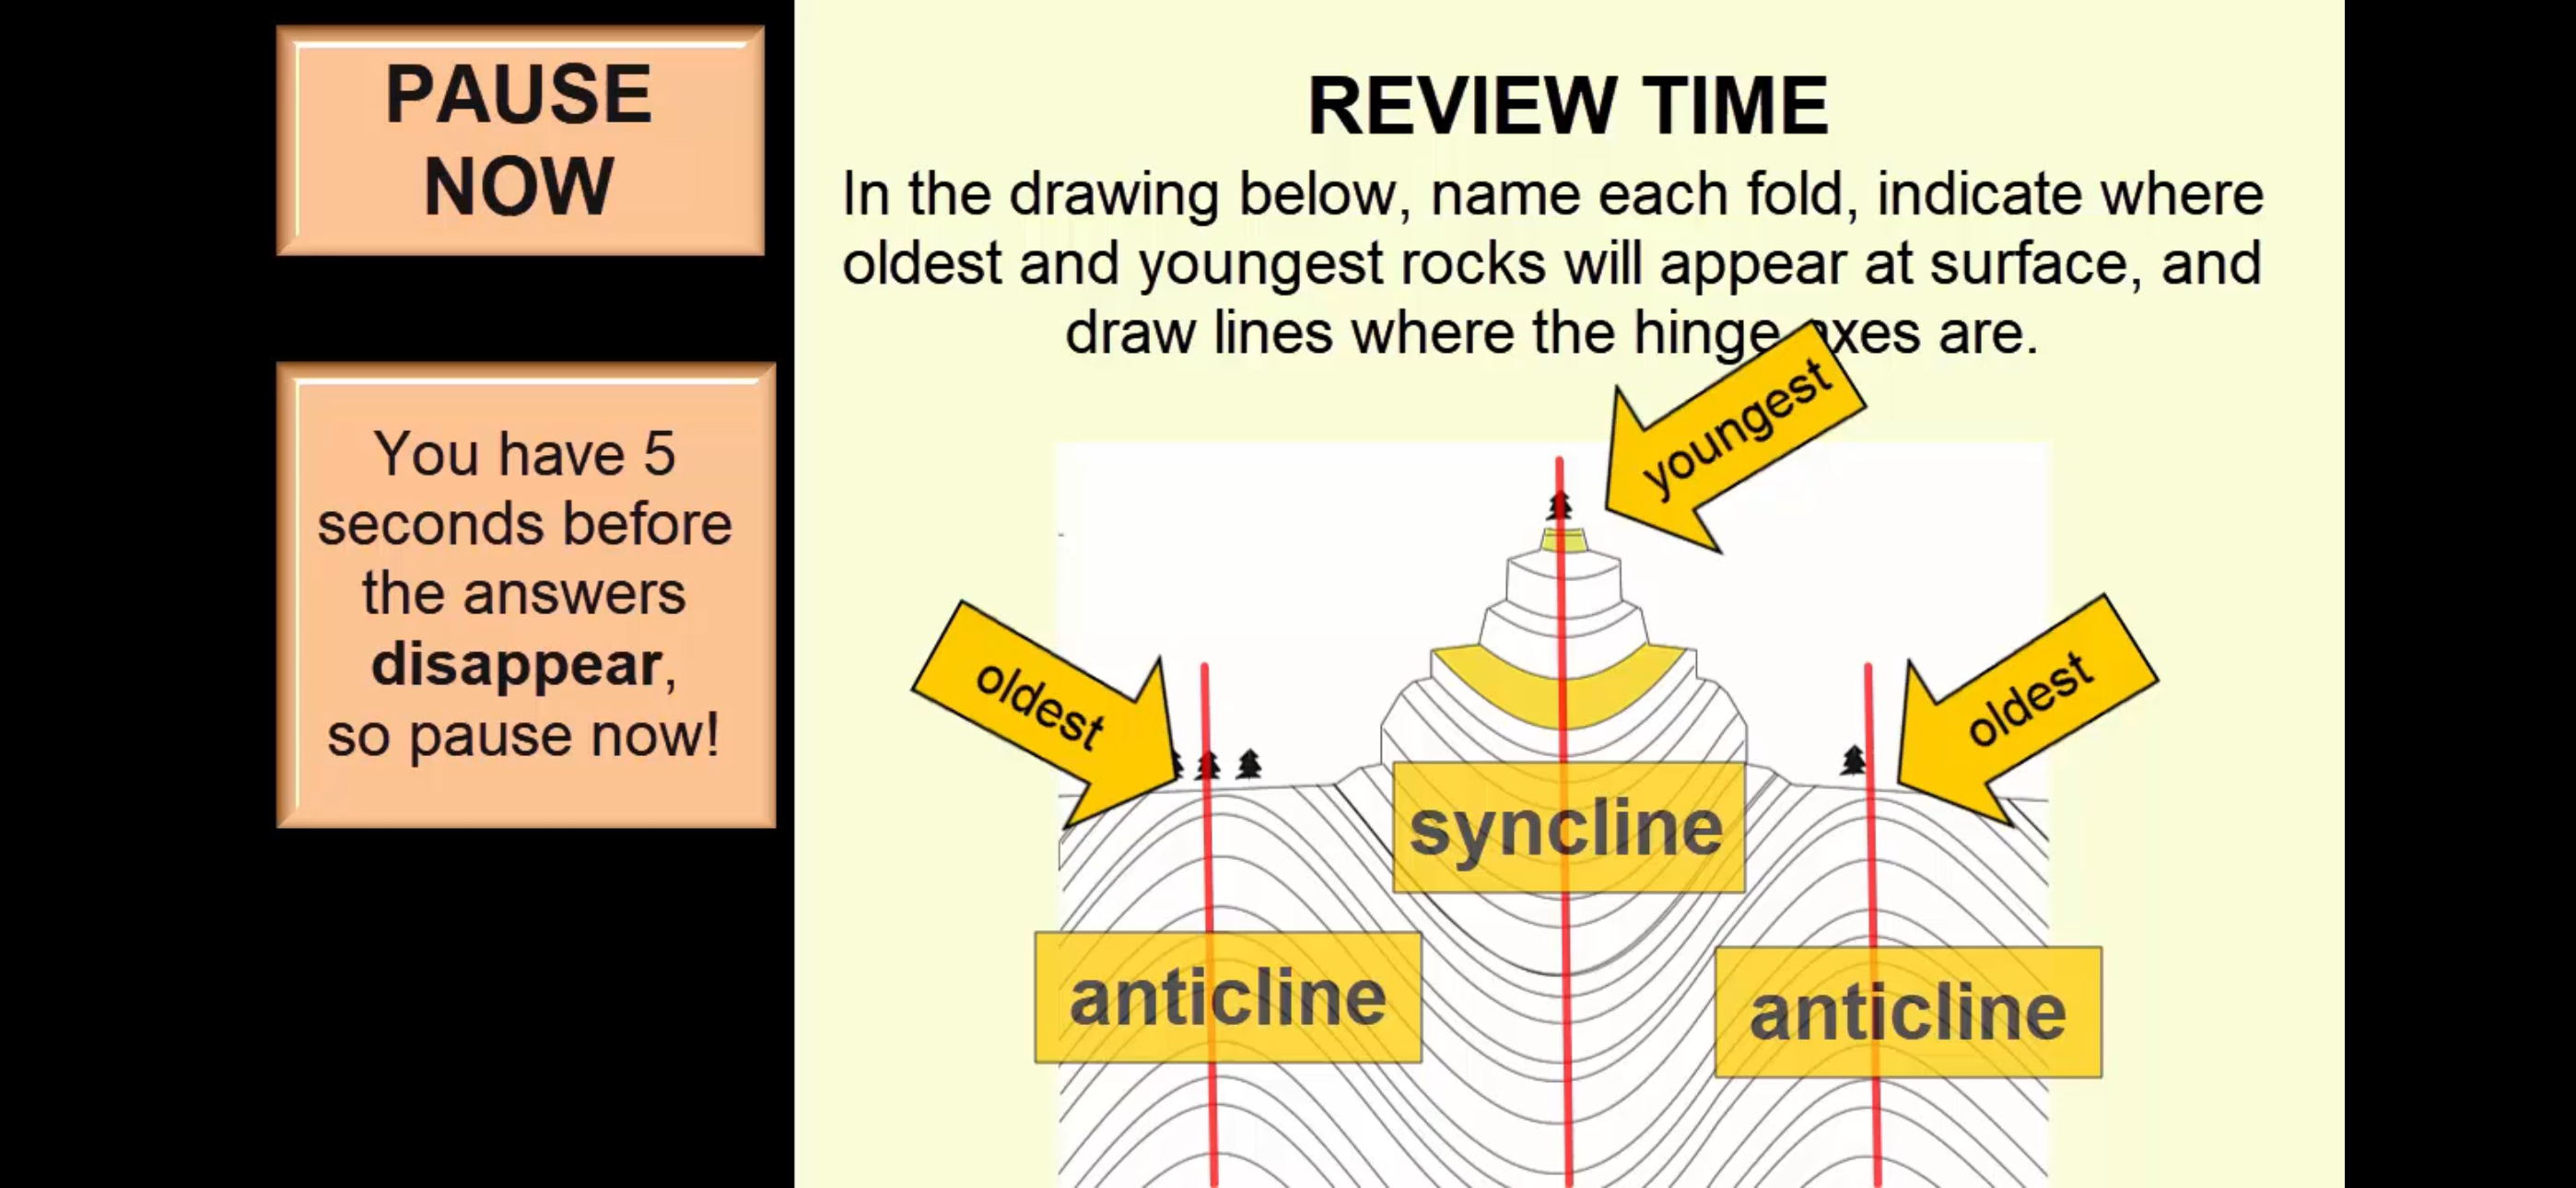 PAUSE
NOW
You have 5
seconds before
the answers
disappear,
so pause now!
REVIEW TIME
In the drawing below, name each fold, indicate where
oldest and youngest rocks will appear at surface, and
draw lines where the hinge axes are.
youngest
oldest
oldest
syncline
anticline
anticline